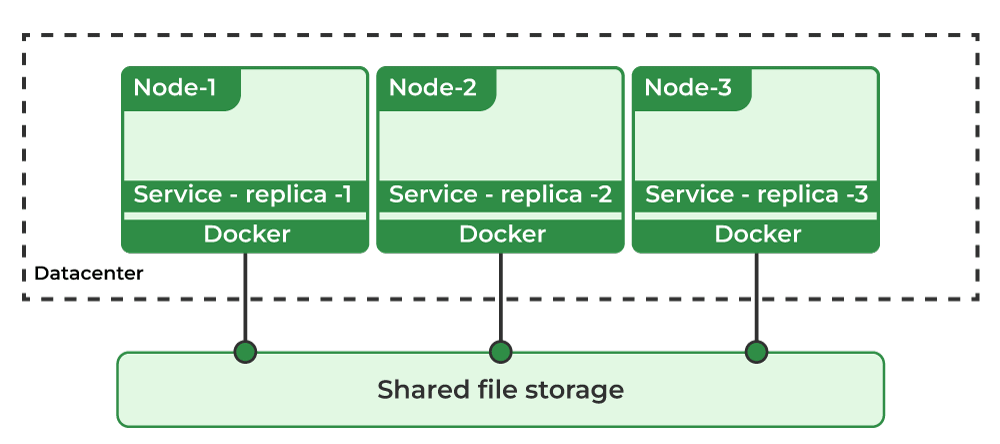 Node-1
Node-2
Node-3
Service - replica -1
Service - replica -2
Service - replica -3
Docker
Docker
Docker
Datacenter
Shared file storage